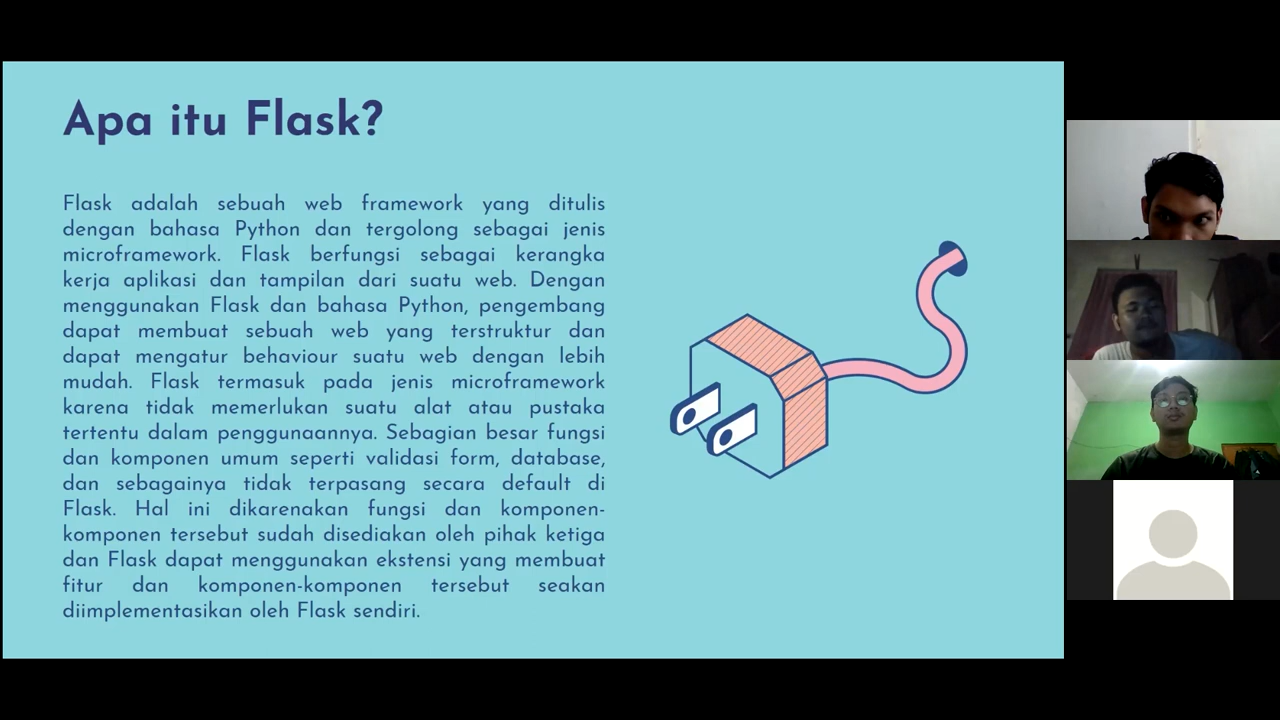 Apa itu Flask?
Flask adalah sebuah web framework yang ditulis
dengan bahasa Python dan tergolong sebagai jenis
microframework. Flask berfungsi sebagai kerangka
kerja aplikasi dan tampilan dari suatu web. Dengan
menggunakan Flask dan bahasa Python, pengembang
dapat membuat sebuah web yang terstruktur dan
dapat mengatur behaviour suatu web dengan lebih
mudah. Flask termasuk pada jenis microframework
karena tidak memerlukan suatu alat atau pustaka
tertentu dalam penggunaannya. Sebagian besar fungsi
dan komponen umum seperti validasi form, database,
dan sebagainya tidak terpasang secara default di
Flask. Hal ini dikarenakan fungsi dan komponen-
komponen tersebut sudah disediakan oleh pihak ketiga
dan Flask dapat menggunakan ekstensi yang membuat
fitur dan komponen-komponen tersebut seakan
diimplementasikan oleh Flask sendiri.